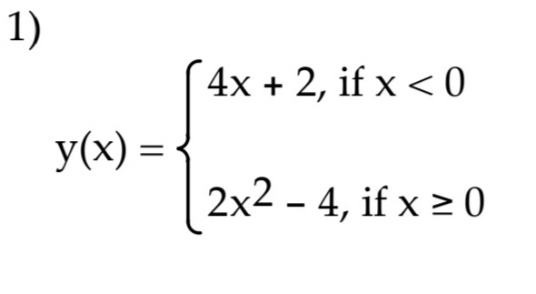 1)
4x + 2, if x < 0
y(x) =
2x² – 4, if x ≥ 0